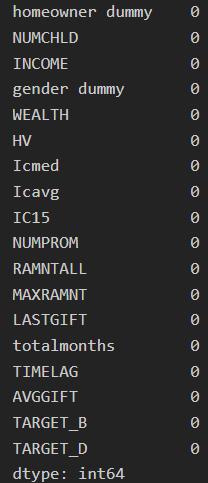 homeowner dummy 0
NUMCHLD 0
INCOME 0
gender dummy 0
WEALTH 0
HV 0
Icmed 0
Icavg 0
IC15 0
NUMPROM 0
RAMNTALL 0
MAXRAMNT 0
LASTGIFT 0
totalmonths 0
TIMELAG 0
AVGGIFT 0
TARGET_B 0
TARGET_D 0
dtype: int64